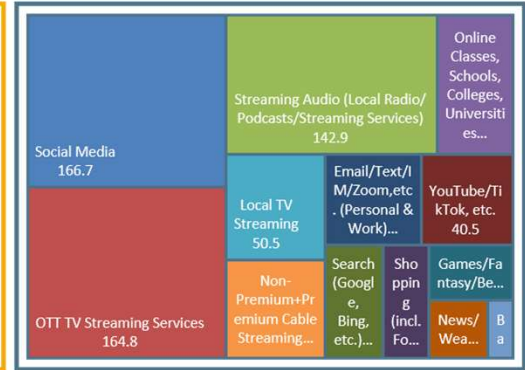 Social Media
166.7
OTT TV Streaming Services
164.8
Streaming Audio (Local Radio/
Podcasts/Streaming Services)
142.9
Online
Classes,
Schools,
Colleges,
Universiti
es...
Local TV
Streaming
50.5
Email/Text/I
M/Zoom,etc
. (Personal &
Work)...
YouTube/Ti
kTok, etc.
40.5
Non-
Premium+Pr
emium Cable
Streaming...
Search
(Googl
e,
Bing,
etc.)...
Sho
ppin
g
(incl.
Fo...
Games/Fa
ntasy/Be...
News/
Wea...
B
a